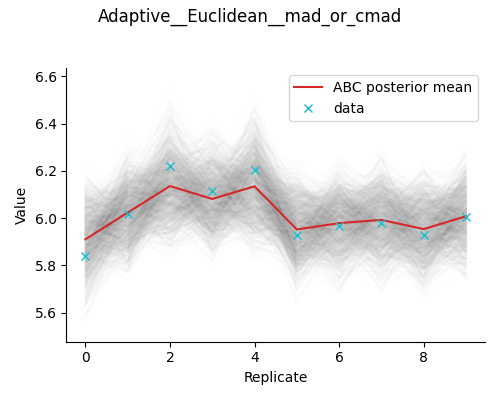 Adaptive__Euclidean__mad_or_cmad
ABC posterior mean
data
6.6
6.4
6.2
6.0
5.8
5.6
Value
0
2
4
6
8
Replicate